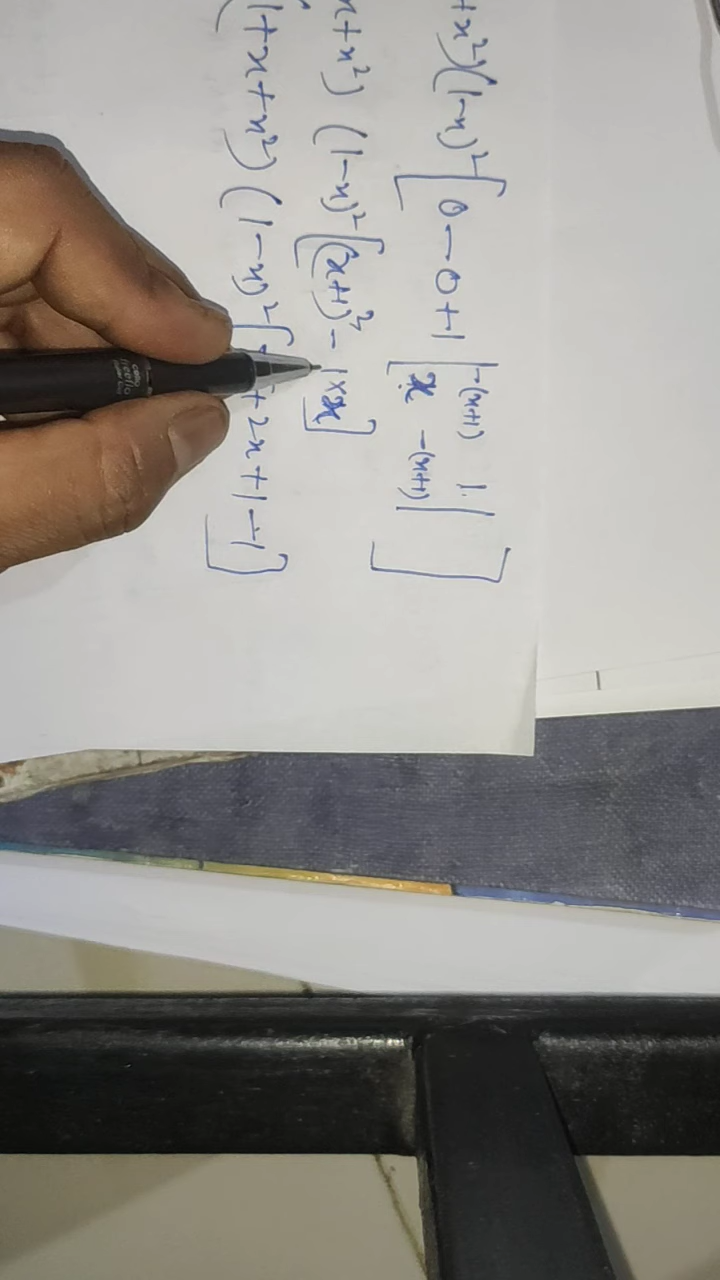 +x²)(1-x)² [ 0-0+1 | -(x+1) 1 |
| x -(x+1) | ]
x+x²) (1-x)² [(x+1)² - 1×x]
(1+x+x²) (1-x)² [ + 2x+1-1]